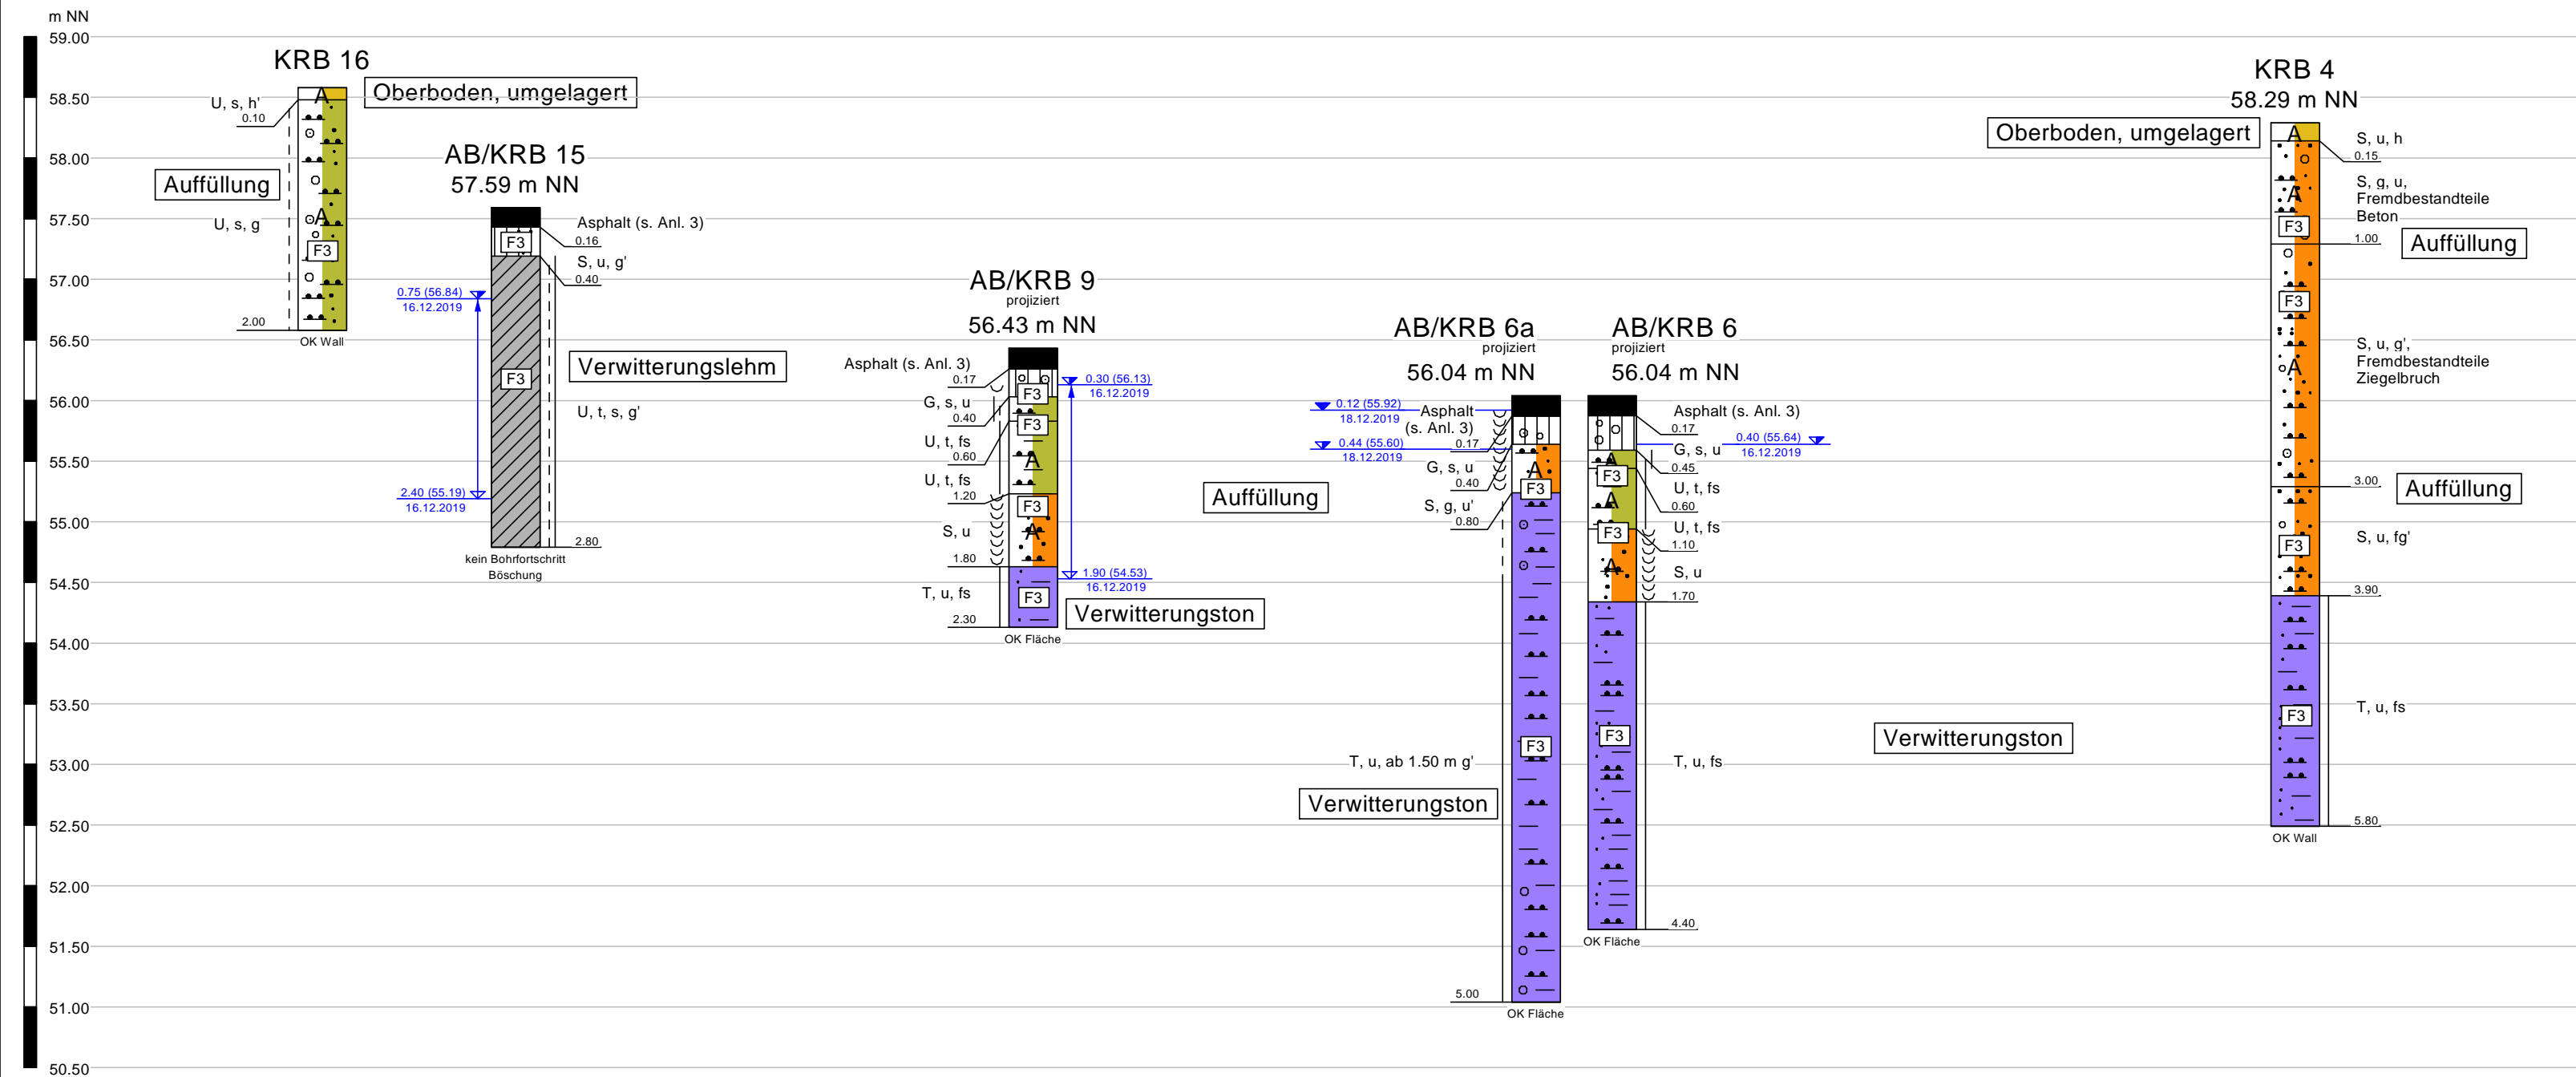 m NN
59.00
58.50
58.00
57.50
57.00
56.50
56.00
55.50
55.00
54.50
54.00
53.50
53.00
52.50
52.00
51.50
51.00
50.50
KRB 16
Oberboden, umgelagert
U, s, h'
0.10
A
Auffüllung
U, s, g
A
F3
2.00
OK Wall
AB/KRB 15
57.59 m NN
Asphalt (s. Anl. 3)
0.16
F3
S, u, g'
0.40
0.75 (56.84)
16.12.2019
Verwitterungslehm
F3
U, t, s, g'
2.40 (55.19)
16.12.2019
2.80
kein Bohrfortschritt
Böschung
AB/KRB 9
projiziert
56.43 m NN
Asphalt (s. Anl. 3)
0.17
0.30 (56.13)
16.12.2019
F3
G, s, u
0.40
F3
U, t, fs
0.60
A
U, t, fs
1.20
F3
S, u
A
1.80
1.90 (54.53)
16.12.2019
T, u, fs
F3
2.30
Verwitterungston
OK Fläche
Auffüllung
AB/KRB 6a
projiziert
56.04 m NN
0.12 (55.92)
18.12.2019
Asphalt
(s. Anl. 3)
0.17
0.44 (55.60)
18.12.2019
G, s, u
0.40
A
F3
S, g, u'
0.80
T, u, ab 1.50 m g'
F3
Verwitterungston
5.00
OK Fläche
AB/KRB 6
projiziert
56.04 m NN
Asphalt (s. Anl. 3)
0.17
0.40 (55.64)
16.12.2019
G, s, u
0.45
A
F3
U, t, fs
0.60
A
U, t, fs
1.10
F3
S, u
A
1.70
F3
T, u, fs
4.40
OK Fläche
Verwitterungston
KRB 4
58.29 m NN
Oberboden, umgelagert
A
S, u, h
0.15
S, g, u,
Fremdbestandteile
Beton
A
F3
1.00
Auffüllung
F3
S, u, g',
Fremdbestandteile
Ziegelbruch
A
3.00
Auffüllung
S, u, fg'
F3
3.90
T, u, fs
F3
5.80
OK Wall